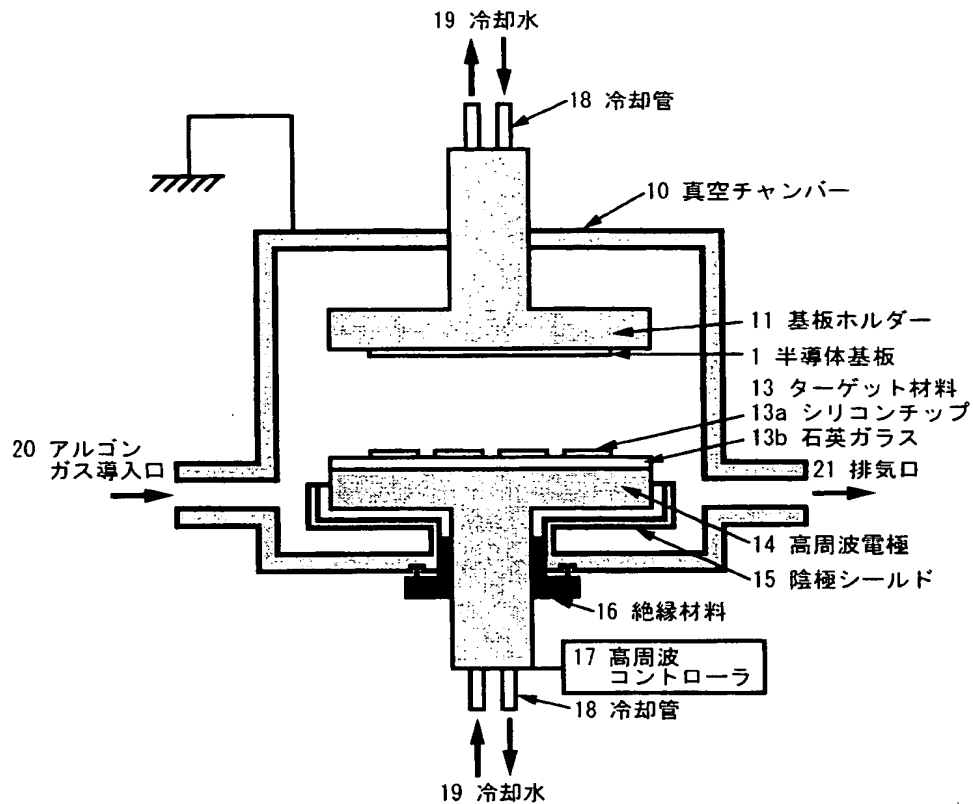 19 冷却水
18 冷却管
10 真空チャンバー
11 基板ホルダー
1 半導体基板
13 ターゲット材料
13a シリコンチップ
13b 石英ガラス
20 アルゴン
ガス導入口
21 排気口
14 高周波電極
15 陰極シールド
16 絶縁材料
17 高周波
コントローラ
18 冷却管
19 冷却水